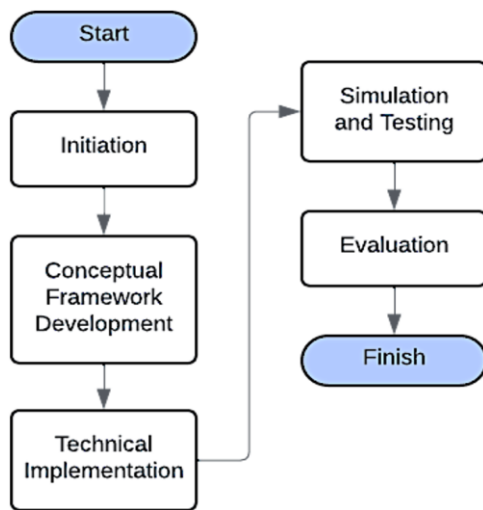 Start
Initiation
Conceptual
Framework
Development
Technical
Implementation
Simulation
and Testing
Evaluation
Finish